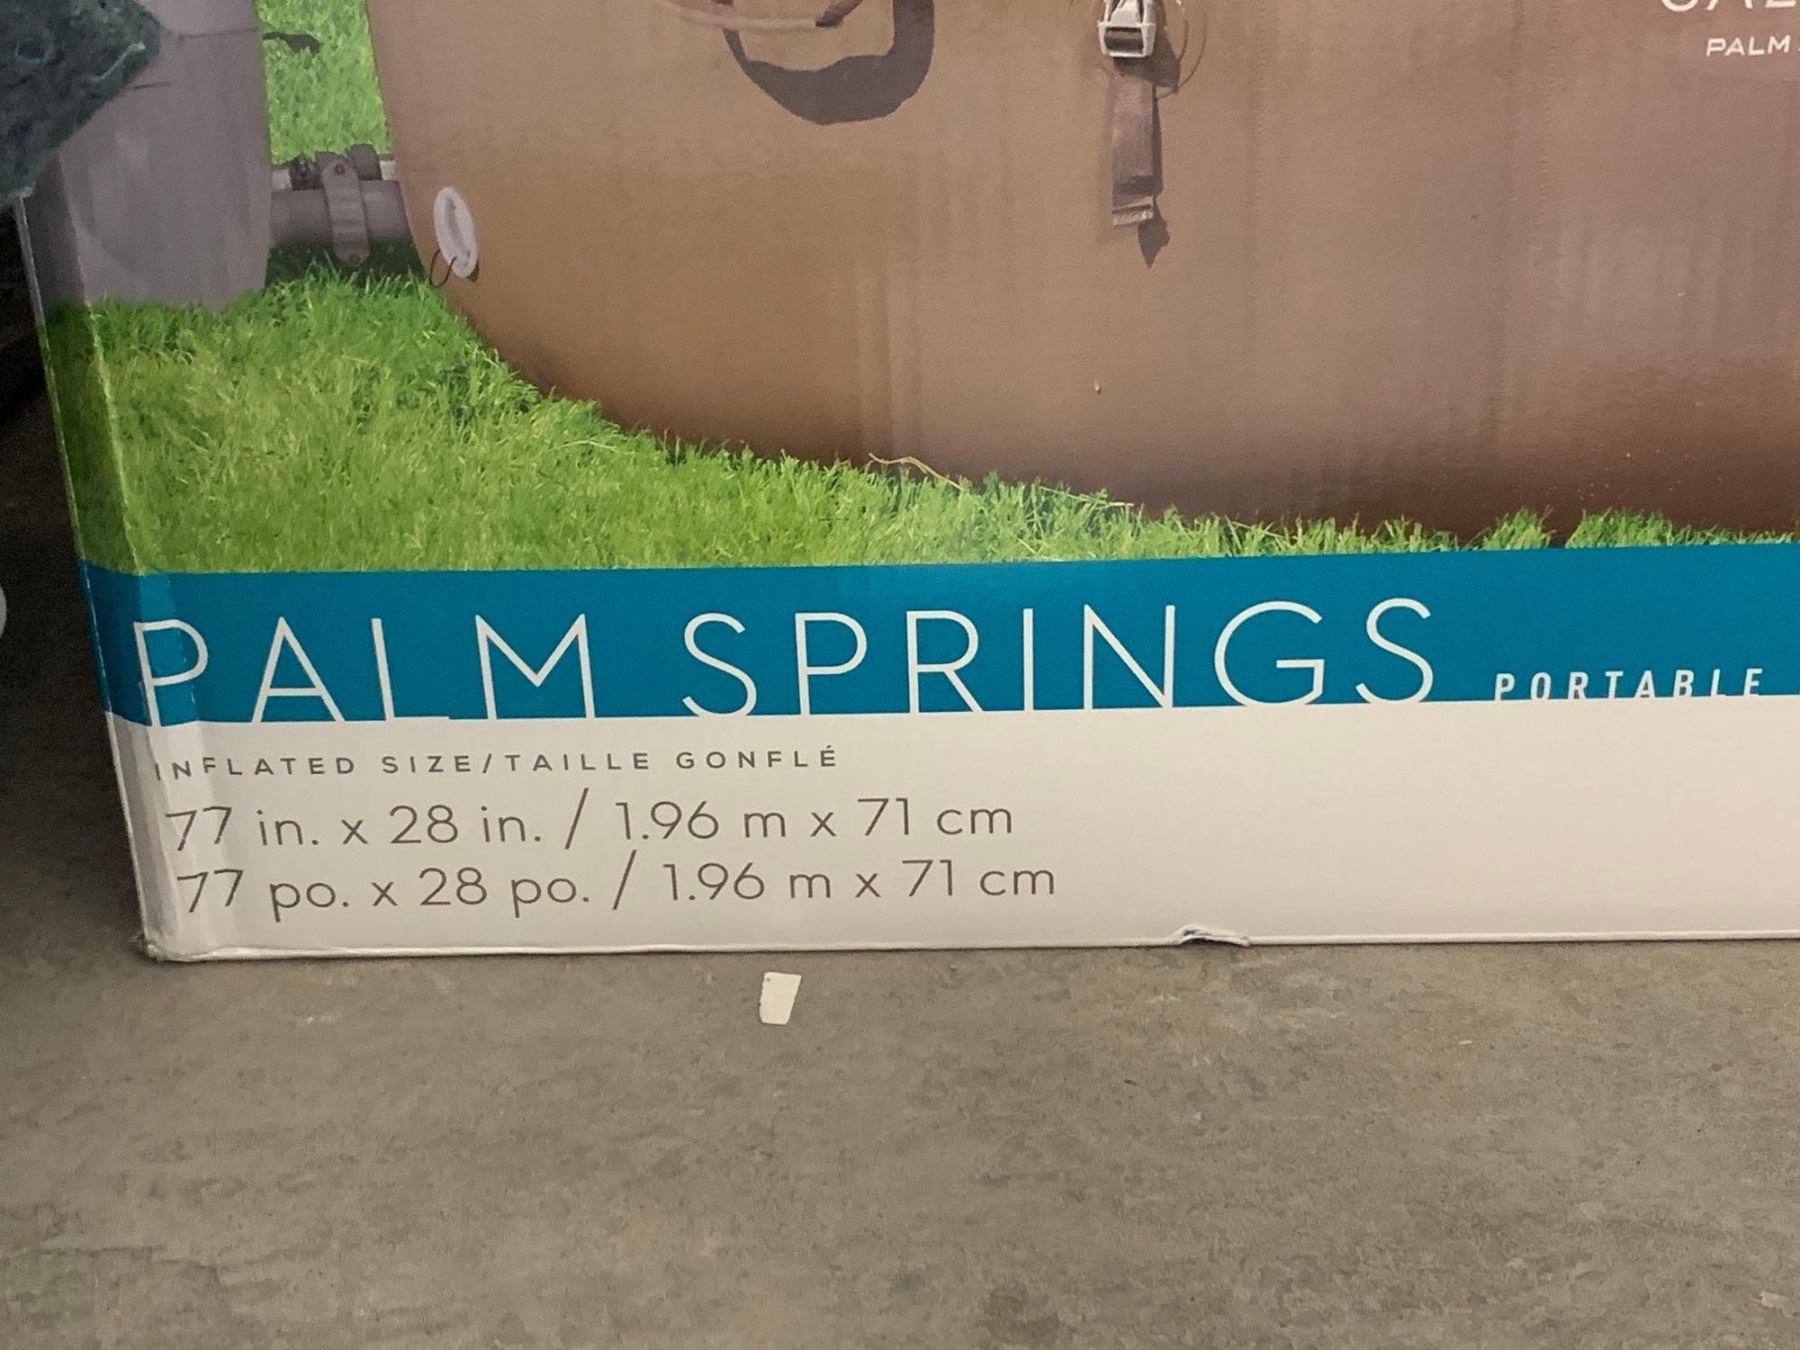 PALM
PALM SPRINGS PORTABLE
INFLATED SIZE/TAILLE GONFLÉ
77 in. x 28 in. / 1.96 m x 71 cm
77 po. x 28 po. / 1.96 m x 71 cm